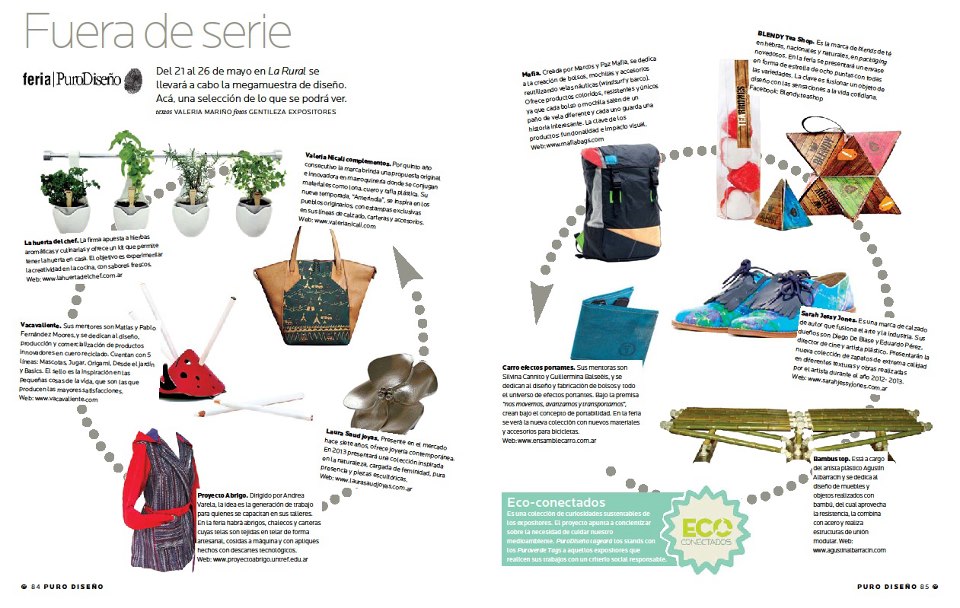 Fuera de serie
feria | PuroDiseño
Del 21 al 26 de mayo en La Rural se
llevará a cabo la megamuestra de diseño.
Acá, una selección de lo que se podrá ver.
textos VALERIA MARIÑO fotos GENTILEZA EXPOSITORES
Valeria Nicali complementos. Por quinto año
consecutivo la marca brinda una propuesta original
e innovadora en marroquinería donde se conjugan
materiales como lona, cuero y rafia plástica. Su
nueva temporada, "Amerindia", se inspira en los
pueblos originarios, con estampas exclusivas
en sus líneas de calzado, carteras y accesorios.
Web: www.valerianicali.com
La huerta del chef. La firma apuesta a hierbas
aromáticas y culinarias y ofrece un kit que permite
tener la huerta en casa. El objetivo es experimentar
la creatividad en la cocina, con sabores frescos.
Web: www.lahuertadelchef.com.ar
Vacavaliente. Sus mentores son Matías y Pablo
Fernández Moores, y se dedican al diseño,
producción y comercialización de productos
innovadores en cuero reciclado. Cuentan con 5
líneas: Mascotas, Jugar, Origami, Desde el Jardín
y Basics. El sello es la inspiración en las
pequeñas cosas de la vida, que son las que
producen las mayores satisfacciones.
Web: www.vacavaliente.com
Laura Saud Joyas. Presente en el mercado
hace siete años, ofrece joyería contemporánea.
En 2013 presentará una colección inspirada
en la naturaleza, cargada de feminidad, pura
presencia y piezas escultóricas.
Web: www.laurasaudjoyas.com.ar
Proyecto Abrigo. Dirigido por Andrea
Varela, la idea es la generación de trabajo
para quienes se capacitan en sus talleres.
En la feria habrá abrigos, chalecos y carteras
cuyas telas son tejidas en telar de forma
artesanal, cosidas a máquina y con apliques
hechos con descartes tecnológicos.
Web: www.proyectoabrigo.untref.edu.ar
84 PURO DISEÑO
Mafia. Creada por Marcos y Paz Mafia, se dedica
a la creación de bolsos, mochilas y accesorios
reutilizando velas náuticas (windsurf y barco).
Ofrece productos coloridos, resistentes y únicos
ya que cada bolso o mochila salen de un
paño de vela diferente y cada uno guarda una
historia interesante. La clave de los
productos: funcionalidad e impacto visual.
Web: www.mafiabags.com
BLENDY Tea Shop. Es la marca de blends de té
en hebras, nacionales y naturales, en packaging
novedosos. En la feria se presentará un envase
en forma de estrella de ocho puntas con todas
las variedades. La clave es fusionar un objeto de
diseño con las sensaciones a la vida cotidiana.
Facebook: Blendy.teashop
Sarah Jessy Jones. Es una marca de calzado
de autor que fusiona el arte y la industria. Sus
dueños son Diego De Blase y Eduardo Pérez,
director de cine y artista plástico. Presentarán la
nueva colección de zapatos de extrema calidad
en diferentes texturas y obras realizadas
por el artista durante el año 2012-2013.
Web: www.sarahjessyjones.com.ar
Carro efectos portantes. Sus mentoras son
Silvina Cannito y Guillermina Balsells, y se
dedican al diseño y fabricación de bolsos y todo
el universo de efectos portantes. Bajo la premisa
"nos movemos, avanzamos y transportamos",
crean bajo el concepto de portabilidad. En la feria
se verá la nueva colección con nuevos materiales
y accesorios para bicicletas.
Web: www.ensamblecarro.com.ar
Bambus top. Está a cargo
del artista plástico Agustín
Albarracín y se dedica al
diseño de muebles y
objetos realizados con
bambú, del cual aprovecha
la resistencia, la combina
con acero y realiza
estructuras de unión
modular. Web:
www.agustinalbarracin.com
Eco-conectados
Es una colección de curiosidades sustentables de
los expositores. El proyecto apunta a concientizar
sobre la necesidad de cuidar nuestro
medioambiente. PuroDiseño sugirará los stands con
los Puroverde Tags a aquellos expositores que
realicen sus trabajos con un criterio social responsable.
ECO
CONECTADOS
PURO DISEÑO 85